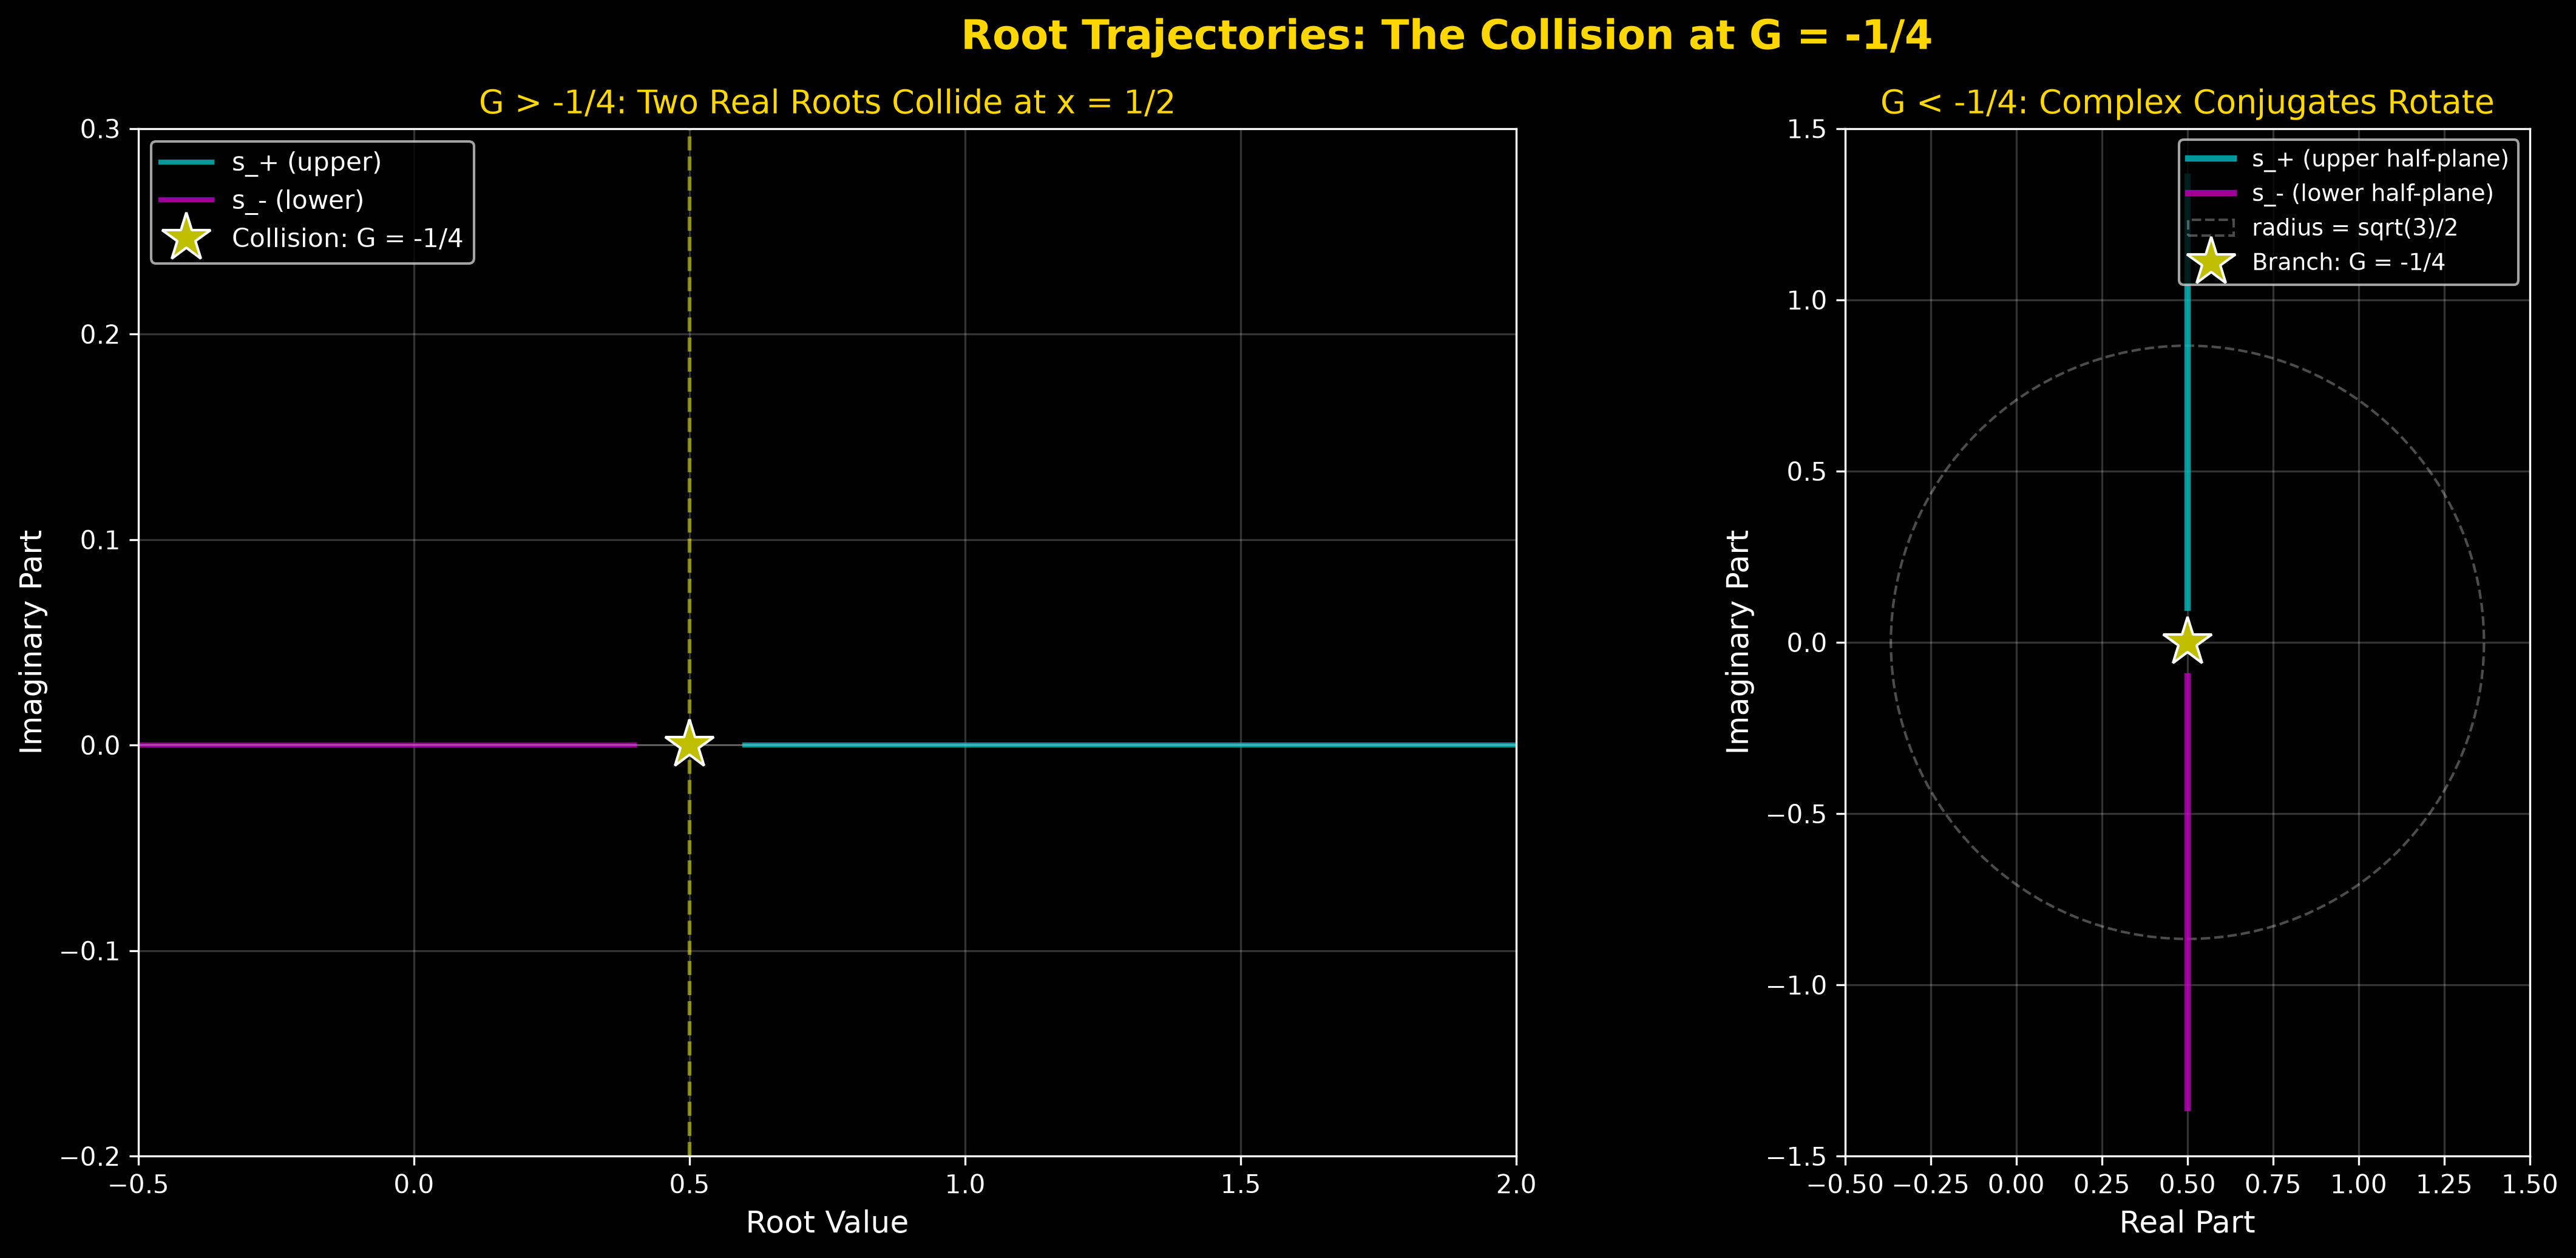 Root Trajectories: The Collision at G = -1/4
G > -1/4: Two Real Roots Collide at x = 1/2
s_+ (upper)
s_- (lower)
Collision: G = -1/4
0.3
0.2
0.1
0.0
−0.1
−0.2
Imaginary Part
−0.5 0.0 0.5 1.0 1.5 2.0
Root Value
G < -1/4: Complex Conjugates Rotate
s_+ (upper half-plane)
s_- (lower half-plane)
radius = sqrt(3)/2
Branch: G = -1/4
1.5
1.0
0.5
0.0
−0.5
−1.0
−1.5
Imaginary Part
−0.50 −0.25 0.00 0.25 0.50 0.75 1.00 1.25 1.50
Real Part